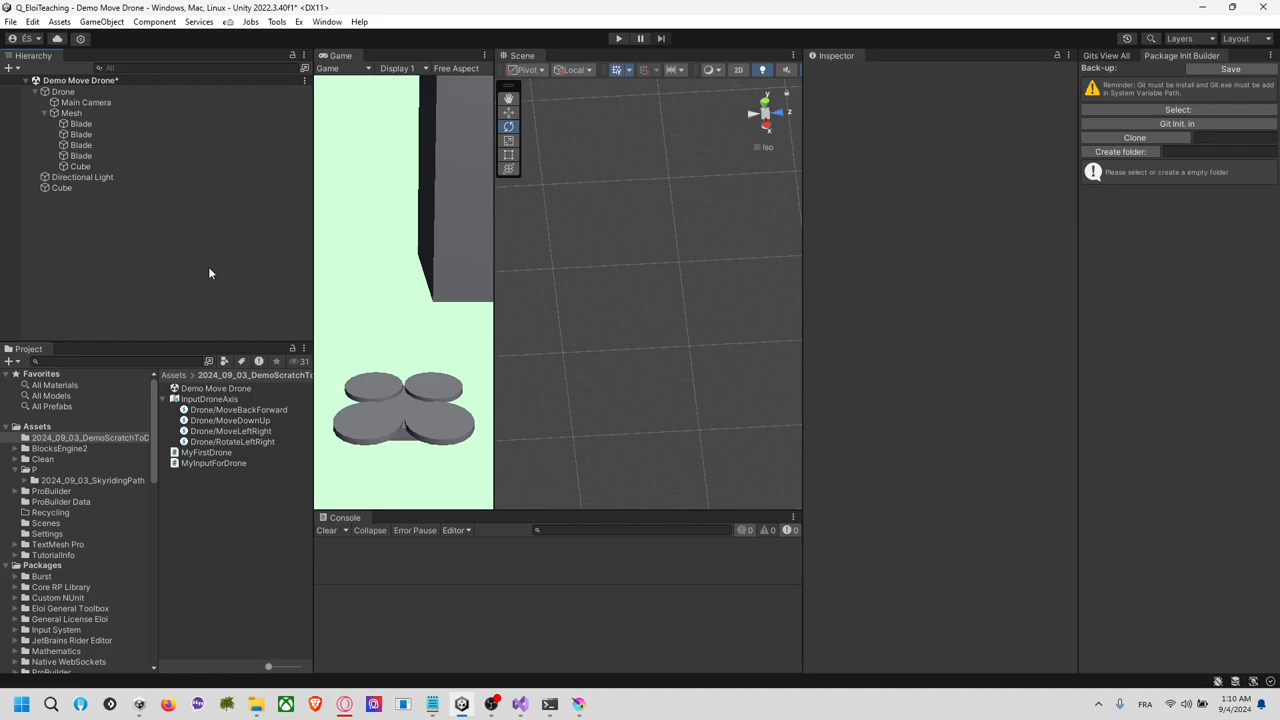 Q_EloiTeaching - Demo Move Drone - Windows, Mac, Linux - Unity 2022.3.40f1* <DX11>
File Edit Assets GameObject Component Services Jobs Tools Ex Window Help
ÉS Layers Layout
Hierarchy Game Scene Inspector Gits View All Package Init Builder
All Game Display 1 Free Aspect Pivot Local 2D Back-up: Save
Demo Move Drone*
Reminder: Git must be install and Git.exe must be add in System Variable Path.
Drone
Main Camera
Mesh
Blade
Blade
Blade
Blade
Cube
Directional Light
Cube
y
z
x
Iso
Select:
Git Init. in
Clone
Create folder:
Please select or create a empty folder
Project
31
Favorites
All Materials
All Models
All Prefabs
Assets
2024_09_03_DemoScratchToD
BlocksEngine2
Clean
P
2024_09_03_SkyridingPath
ProBuilder
ProBuilder Data
Recycling
Scenes
Settings
TextMesh Pro
TutorialInfo
Packages
Burst
Core RP Library
Custom NUnit
Eloi General Toolbox
General License Eloi
Input System
JetBrains Rider Editor
Mathematics
Native WebSockets
ProBuilder
Assets > 2024_09_03_DemoScratchTo
Demo Move Drone
InputDroneAxis
Drone/MoveBackForward
Drone/MoveDownUp
Drone/MoveLeftRight
Drone/RotateLeftRight
MyFirstDrone
MyInputForDrone
Console
Clear Collapse Error Pause Editor 0 0 0
FRA
1:10 AM
9/4/2024